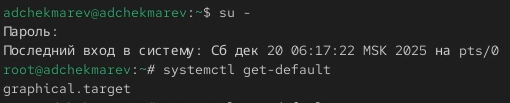 adchekmarev@adchekmarev:~$ su -
Пароль:
Последний вход в систему: Сб дек 20 06:17:22 MSK 2025 на pts/0
root@adchekmarev:~# systemctl get-default
graphical.target